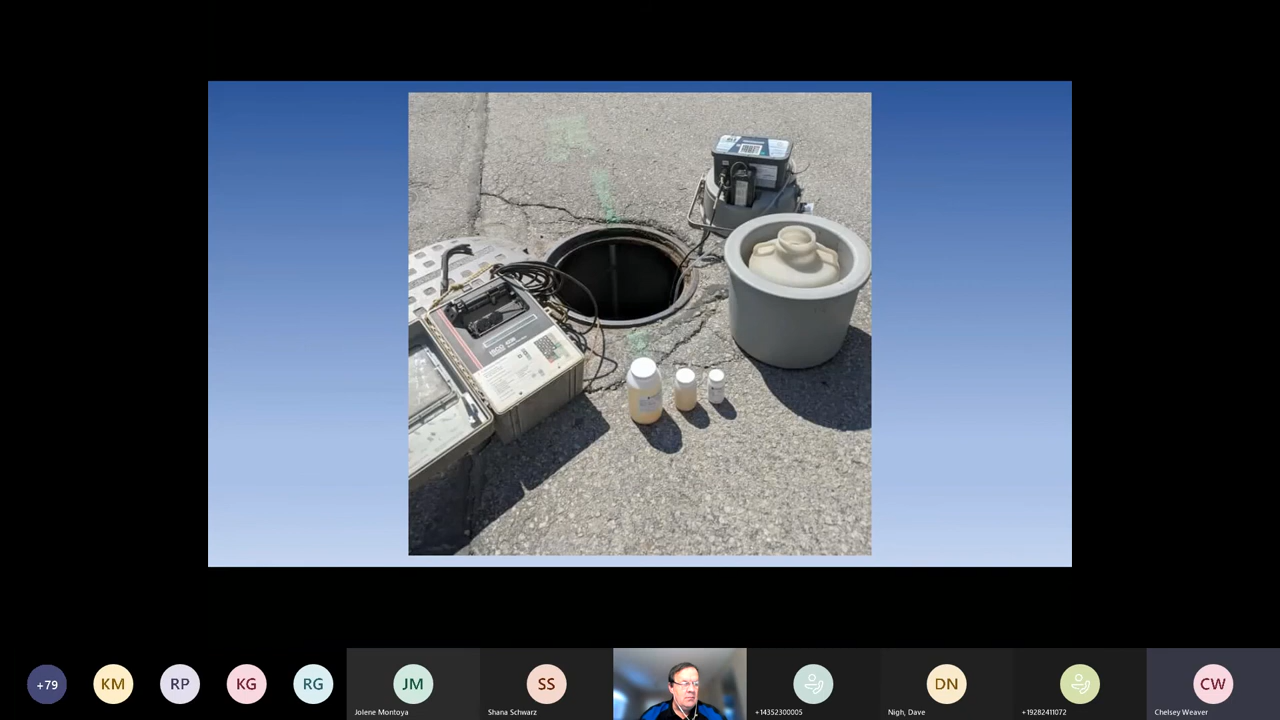 ISCO
+79
KM
RP
KG
RG
JM
Jolene Montoya
SS
Shana Schwarz
+14352300005
DN
Nigh, Dave
+19282411072
CW
Chelsey Weaver